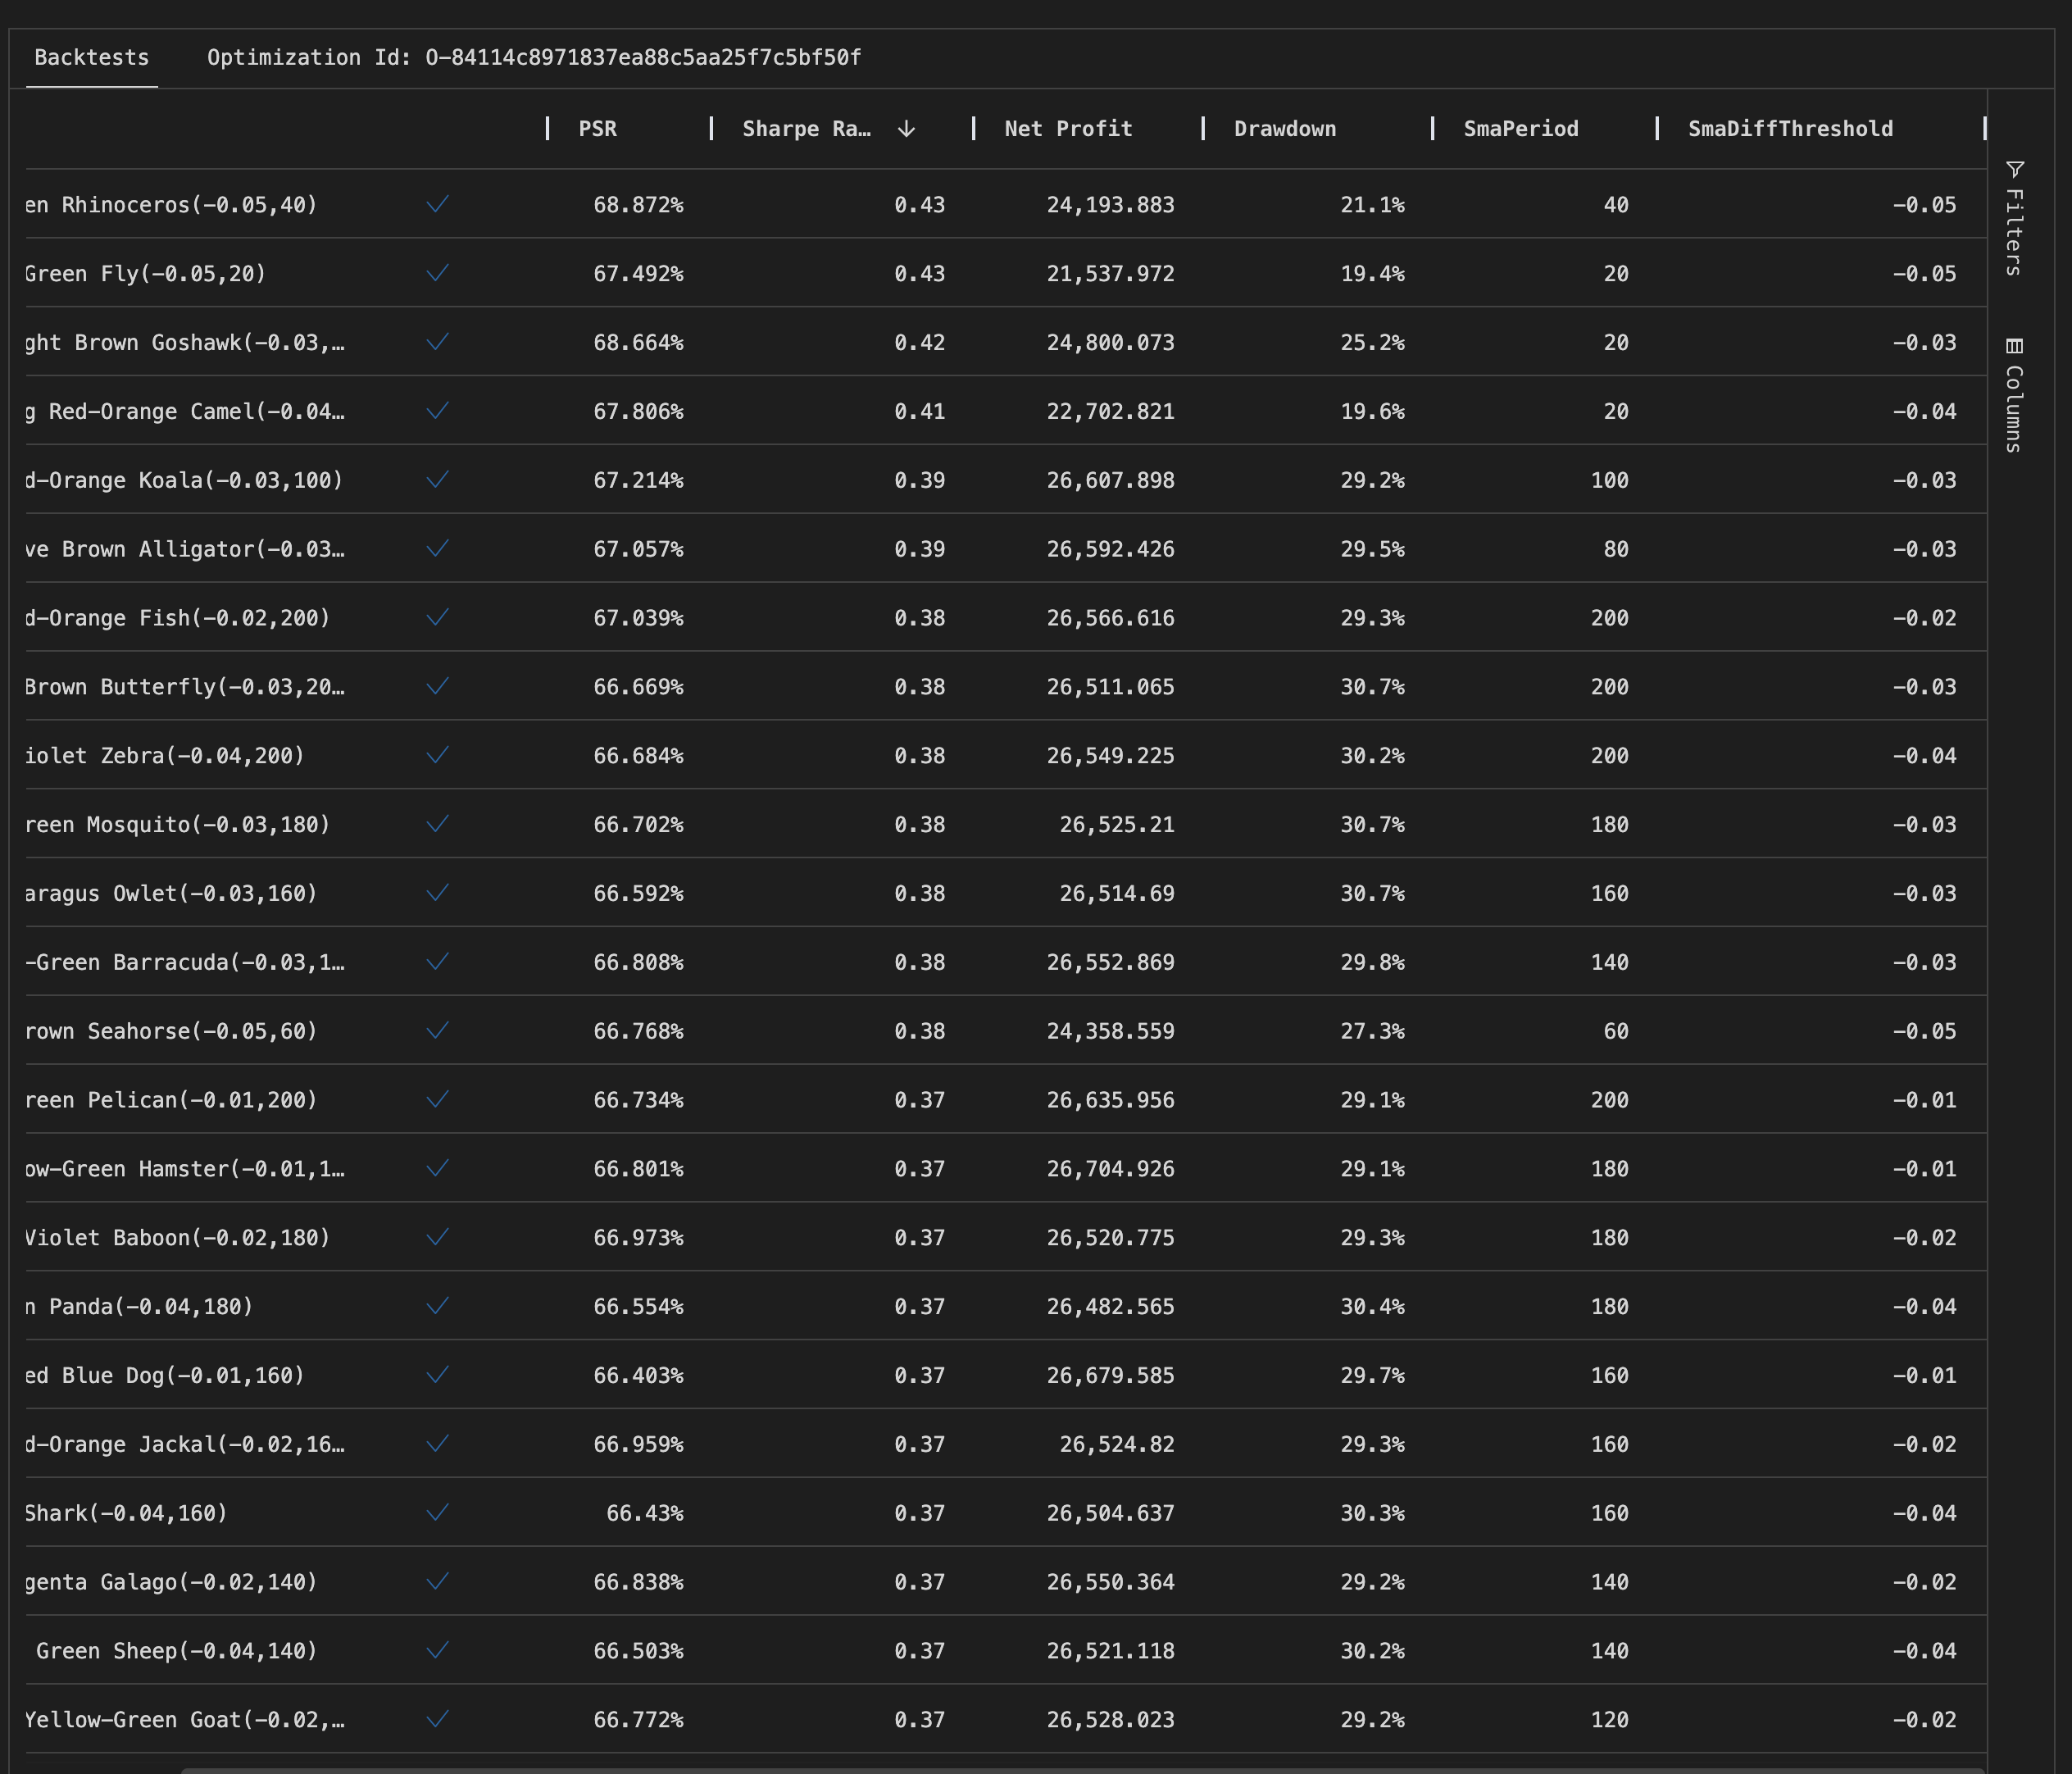 Backtests Optimization Id: O-84114c8971837ea88c5aa25f7c5bf50f
PSR Sharpe Ra… Net Profit Drawdown SmaPeriod SmaDiffThreshold
en Rhinoceros(-0.05,40) 68.872% 0.43 24,193.883 21.1% 40 -0.05
Green Fly(-0.05,20) 67.492% 0.43 21,537.972 19.4% 20 -0.05
ght Brown Goshawk(-0.03,… 68.664% 0.42 24,800.073 25.2% 20 -0.03
g Red-Orange Camel(-0.04… 67.806% 0.41 22,702.821 19.6% 20 -0.04
d-Orange Koala(-0.03,100) 67.214% 0.39 26,607.898 29.2% 100 -0.03
ve Brown Alligator(-0.03… 67.057% 0.39 26,592.426 29.5% 80 -0.03
d-Orange Fish(-0.02,200) 67.039% 0.38 26,566.616 29.3% 200 -0.02
Brown Butterfly(-0.03,20… 66.669% 0.38 26,511.065 30.7% 200 -0.03
iolet Zebra(-0.04,200) 66.684% 0.38 26,549.225 30.2% 200 -0.04
reen Mosquito(-0.03,180) 66.702% 0.38 26,525.21 30.7% 180 -0.03
aragus Owlet(-0.03,160) 66.592% 0.38 26,514.69 30.7% 160 -0.03
-Green Barracuda(-0.03,1… 66.808% 0.38 26,552.869 29.8% 140 -0.03
rown Seahorse(-0.05,60) 66.768% 0.38 24,358.559 27.3% 60 -0.05
reen Pelican(-0.01,200) 66.734% 0.37 26,635.956 29.1% 200 -0.01
ow-Green Hamster(-0.01,1… 66.801% 0.37 26,704.926 29.1% 180 -0.01
Violet Baboon(-0.02,180) 66.973% 0.37 26,520.775 29.3% 180 -0.02
n Panda(-0.04,180) 66.554% 0.37 26,482.565 30.4% 180 -0.04
ed Blue Dog(-0.01,160) 66.403% 0.37 26,679.585 29.7% 160 -0.01
d-Orange Jackal(-0.02,16… 66.959% 0.37 26,524.82 29.3% 160 -0.02
Shark(-0.04,160) 66.43% 0.37 26,504.637 30.3% 160 -0.04
genta Galago(-0.02,140) 66.838% 0.37 26,550.364 29.2% 140 -0.02
Green Sheep(-0.04,140) 66.503% 0.37 26,521.118 30.2% 140 -0.04
Yellow-Green Goat(-0.02,… 66.772% 0.37 26,528.023 29.2% 120 -0.02
Filters
Columns